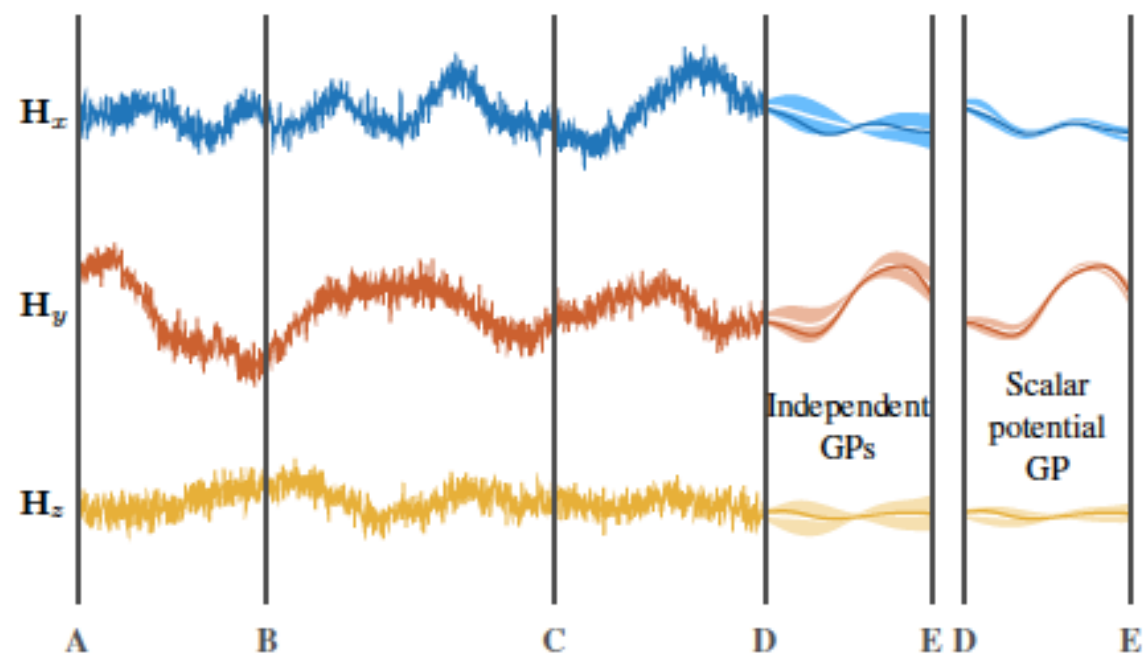 H_x
H_y
Independent
GPs
Scalar
potential
GP
H_z
A B C D E D E